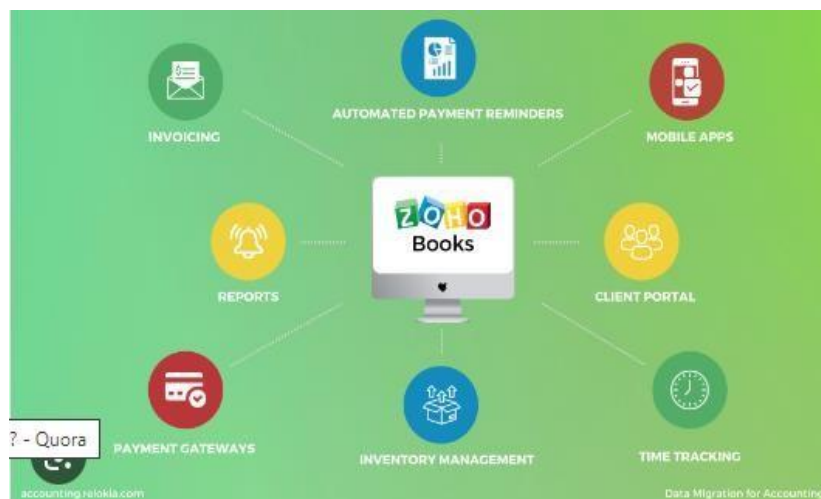 AUTOMATED PAYMENT REMINDERS
INVOICING
MOBILE APPS
ZOHO
Books
REPORTS
CLIENT PORTAL
? - Quora
PAYMENT GATEWAYS
INVENTORY MANAGEMENT
TIME TRACKING
accounting.relokia.com
Data Migration for Accounting